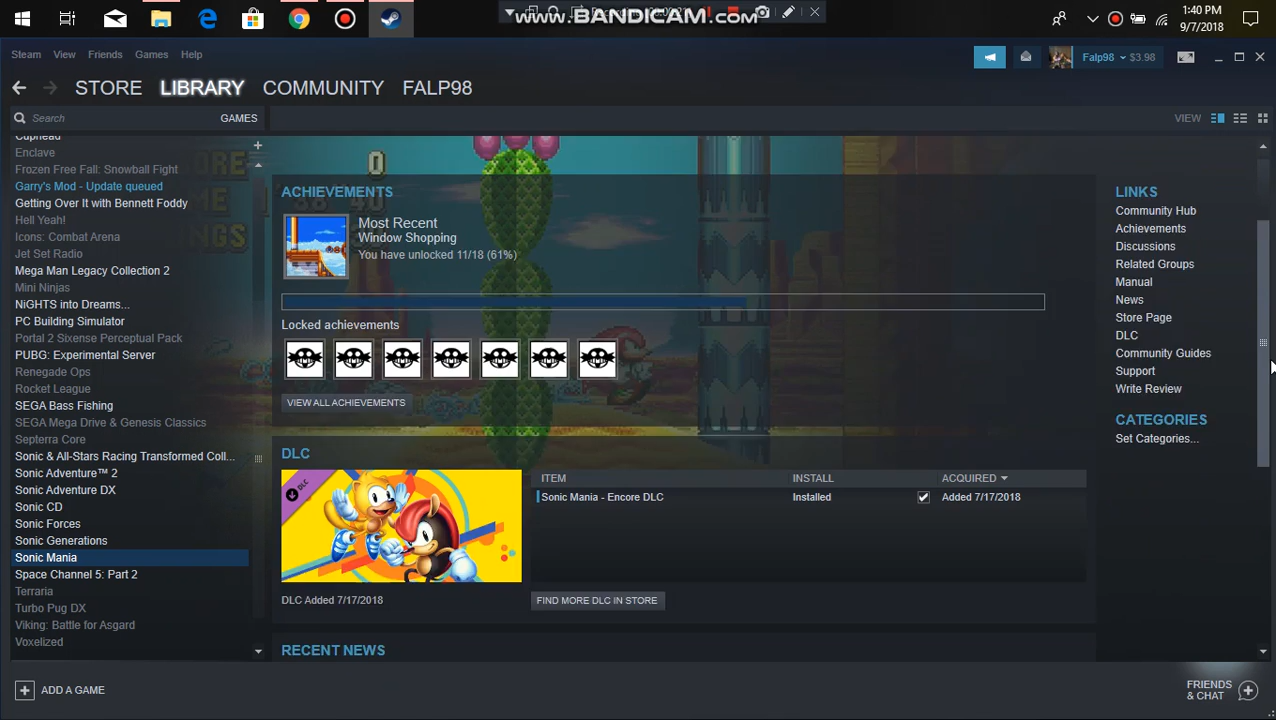 www.BANDICAM.com
1:40 PM
9/7/2018
Steam View Friends Games Help
Falp98 $3.98
STORE LIBRARY COMMUNITY FALP98
Search GAMES
VIEW
Cuphead
Enclave
Frozen Free Fall: Snowball Fight
Garry's Mod - Update queued
Getting Over It with Bennett Foddy
Hell Yeah!
Icons: Combat Arena
Jet Set Radio
Mega Man Legacy Collection 2
Mini Ninjas
NiGHTS into Dreams...
PC Building Simulator
Portal 2 Sixense Perceptual Pack
PUBG: Experimental Server
Renegade Ops
Rocket League
SEGA Bass Fishing
SEGA Mega Drive & Genesis Classics
Septerra Core
Sonic & All-Stars Racing Transformed Coll...
Sonic Adventure™ 2
Sonic Adventure DX
Sonic CD
Sonic Forces
Sonic Generations
Sonic Mania
Space Channel 5: Part 2
Terraria
Turbo Pug DX
Viking: Battle for Asgard
Voxelized
ACHIEVEMENTS
Most Recent
Window Shopping
You have unlocked 11/18 (61%)
Locked achievements
VIEW ALL ACHIEVEMENTS
DLC
DLC
ITEM INSTALL ACQUIRED
Sonic Mania - Encore DLC Installed Added 7/17/2018
DLC Added 7/17/2018
FIND MORE DLC IN STORE
RECENT NEWS
LINKS
Community Hub
Achievements
Discussions
Related Groups
Manual
News
Store Page
DLC
Community Guides
Support
Write Review
CATEGORIES
Set Categories...
ADD A GAME
FRIENDS
& CHAT